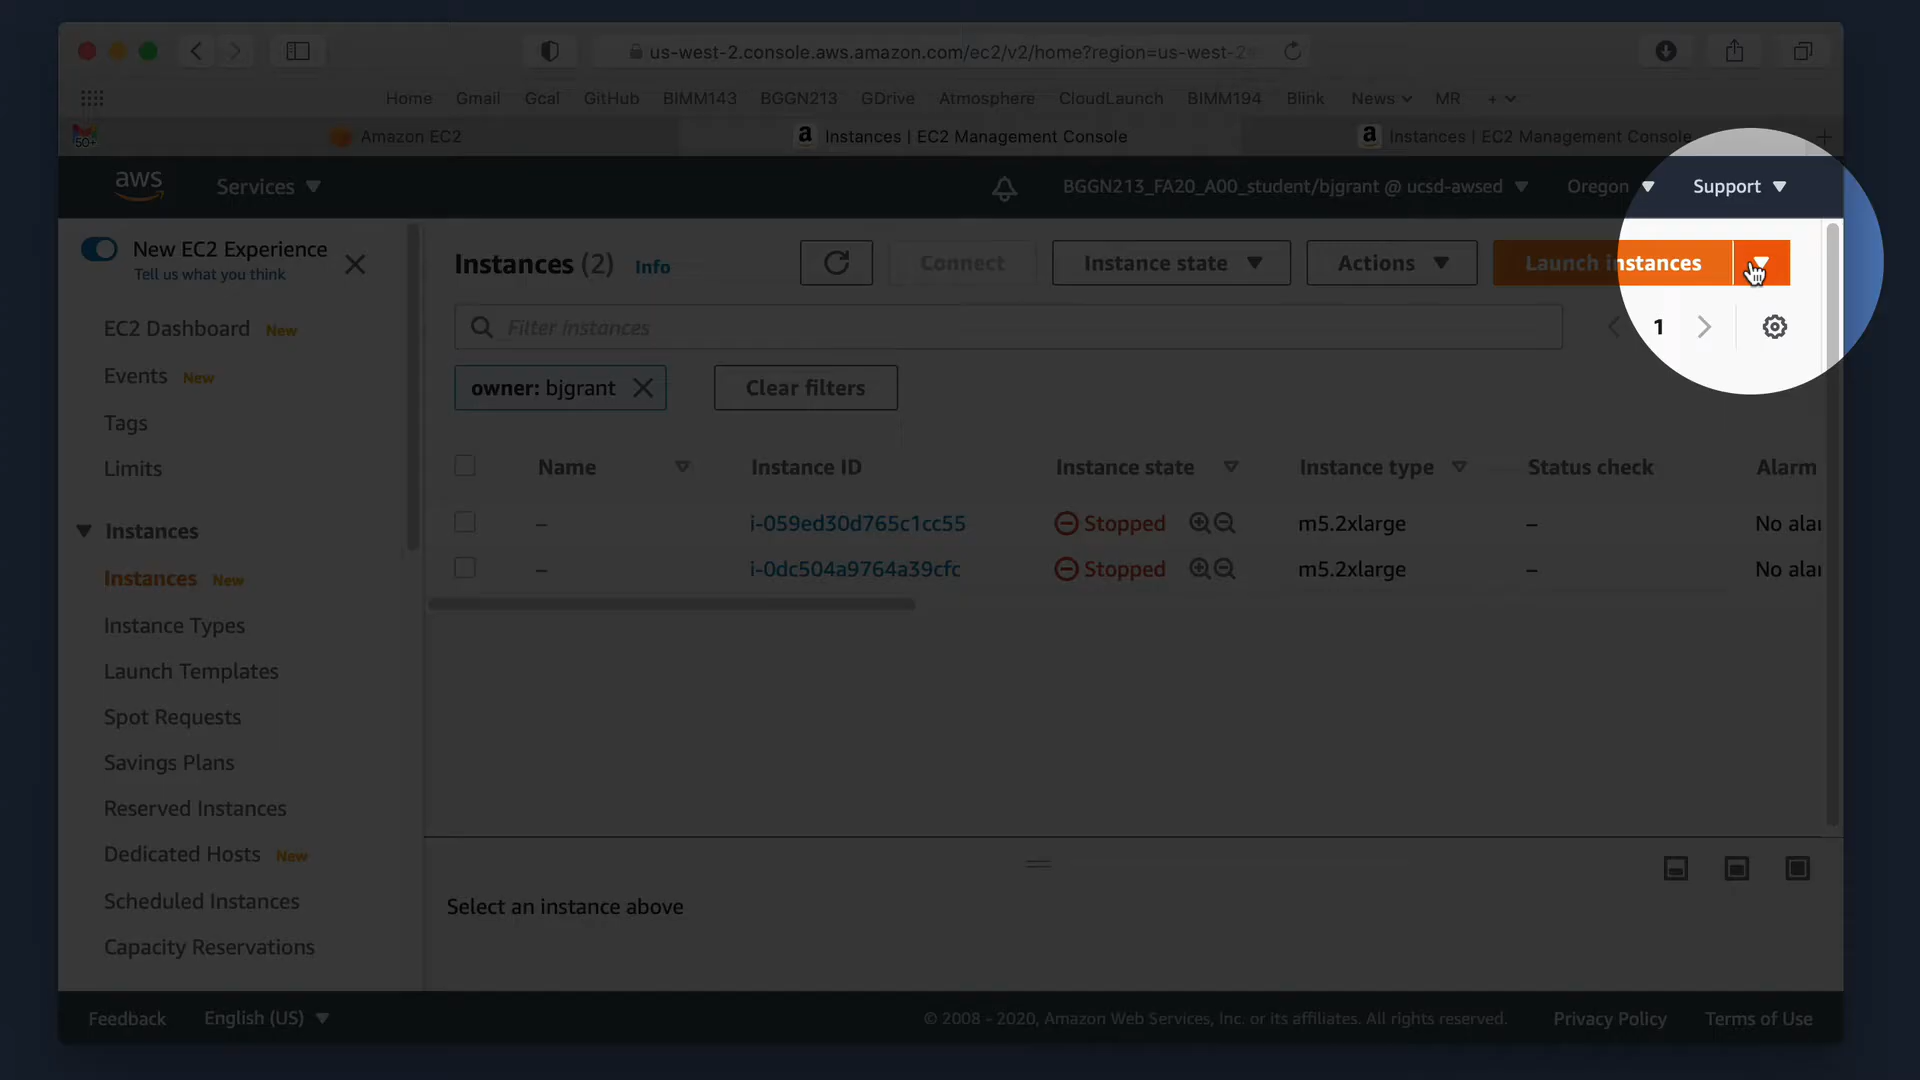 us-west-2.console.aws.amazon.com/ec2/v2/home?region=us-west-2
Home Gmail Gcal GitHub BIMM143 BGGN213 GDrive Atmosphere CloudLaunch BIMM194 Blink News MR +
50+ Amazon EC2 a Instances | EC2 Management Console a Instances | EC2 Management Console +
aws Services BGGN213_FA20_A00_student/bjgrant @ ucsd-awsed Oregon Support
New EC2 Experience
Tell us what you think
Instances (2) Info Connect Instance state Actions Launch instances
Filter instances
1
owner: bjgrant Clear filters
EC2 Dashboard New
Events New
Tags
Limits
Instances
Instances New
Instance Types
Launch Templates
Spot Requests
Savings Plans
Reserved Instances
Dedicated Hosts New
Scheduled Instances
Capacity Reservations
Name Instance ID Instance state Instance type Status check Alarm
– i-059ed30d765c1cc55 Stopped m5.2xlarge – No alar
– i-0dc504a9764a39cfc Stopped m5.2xlarge – No alar
Select an instance above
Feedback English (US) © 2008 - 2020, Amazon Web Services, Inc. or its affiliates. All rights reserved. Privacy Policy Terms of Use